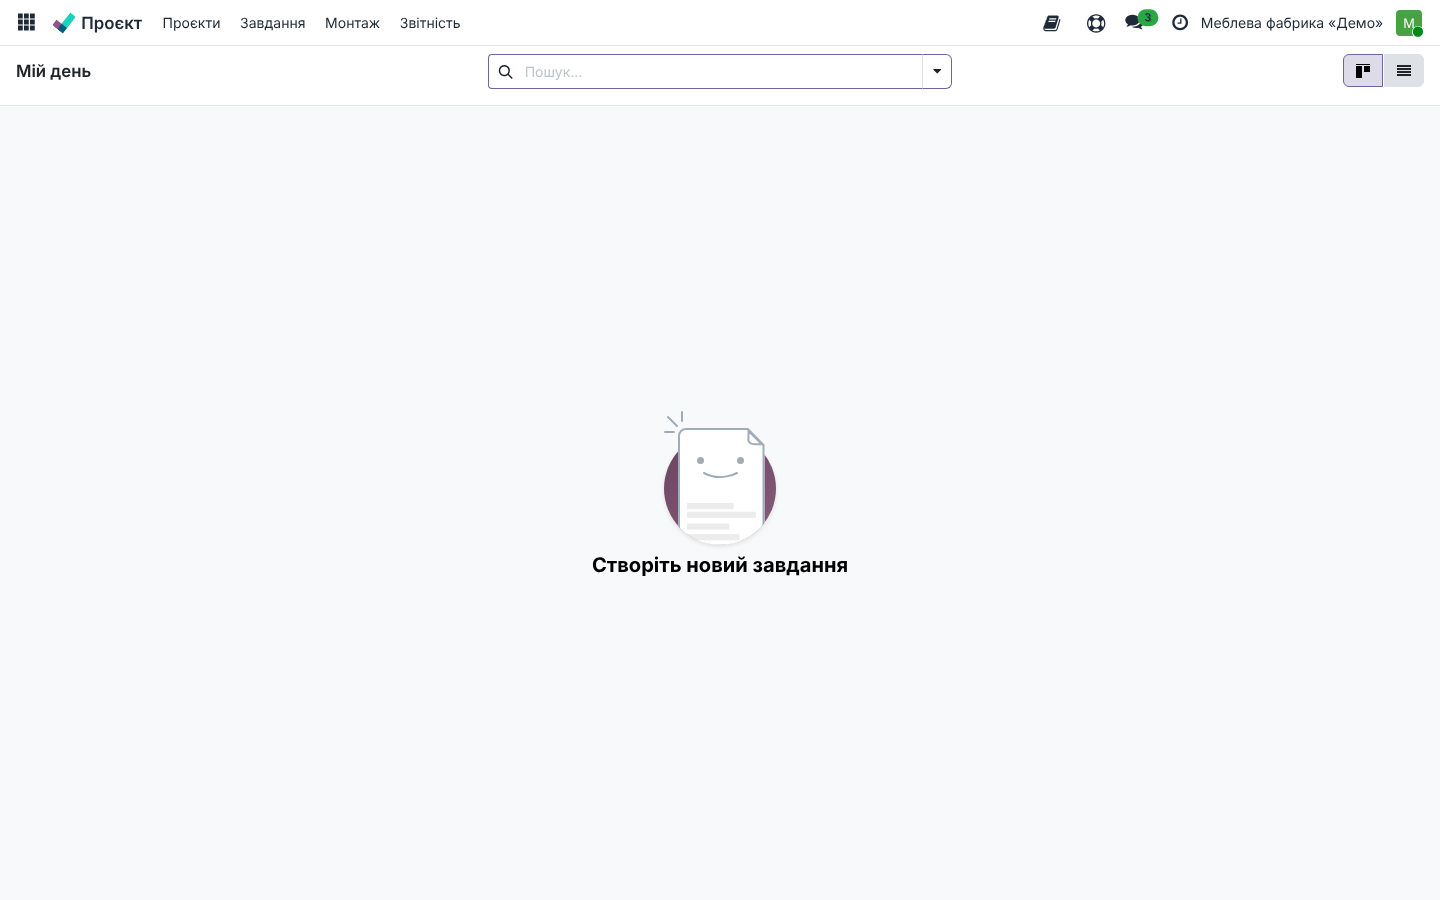 Проєкт
Проєкти
Завдання
Монтаж
Звітність
3
Меблева фабрика «Демо»
М
Мій день
Пошук...
Створіть новий завдання